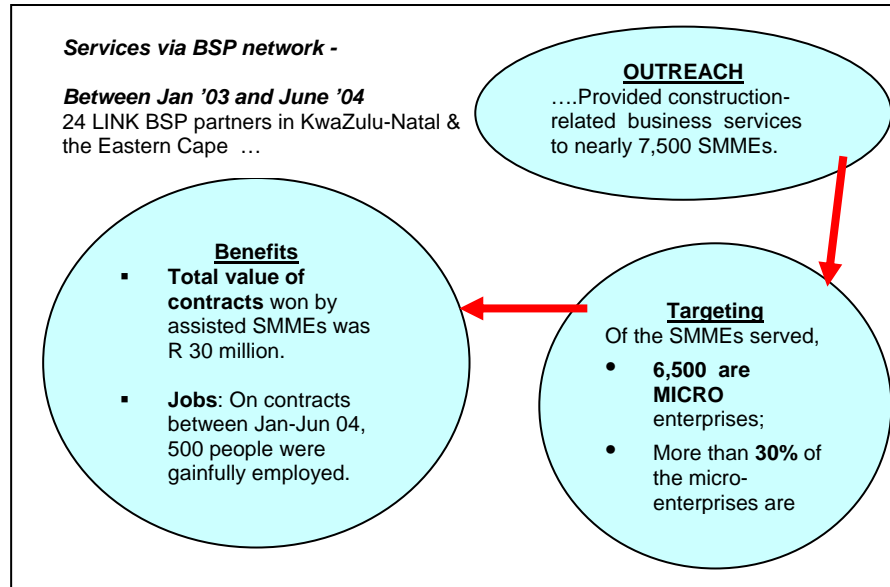 Services via BSP network -
Between Jan '03 and June '04
24 LINK BSP partners in KwaZulu-Natal &
the Eastern Cape …
OUTREACH
….Provided construction-
related business services
to nearly 7,500 SMMEs.
Targeting
Of the SMMEs served,
• 6,500 are
MICRO
enterprises;
• More than 30% of
the micro-
enterprises are
Benefits
▪ Total value of
contracts won by
assisted SMMEs was
R 30 million.
▪ Jobs: On contracts
between Jan-Jun 04,
500 people were
gainfully employed.